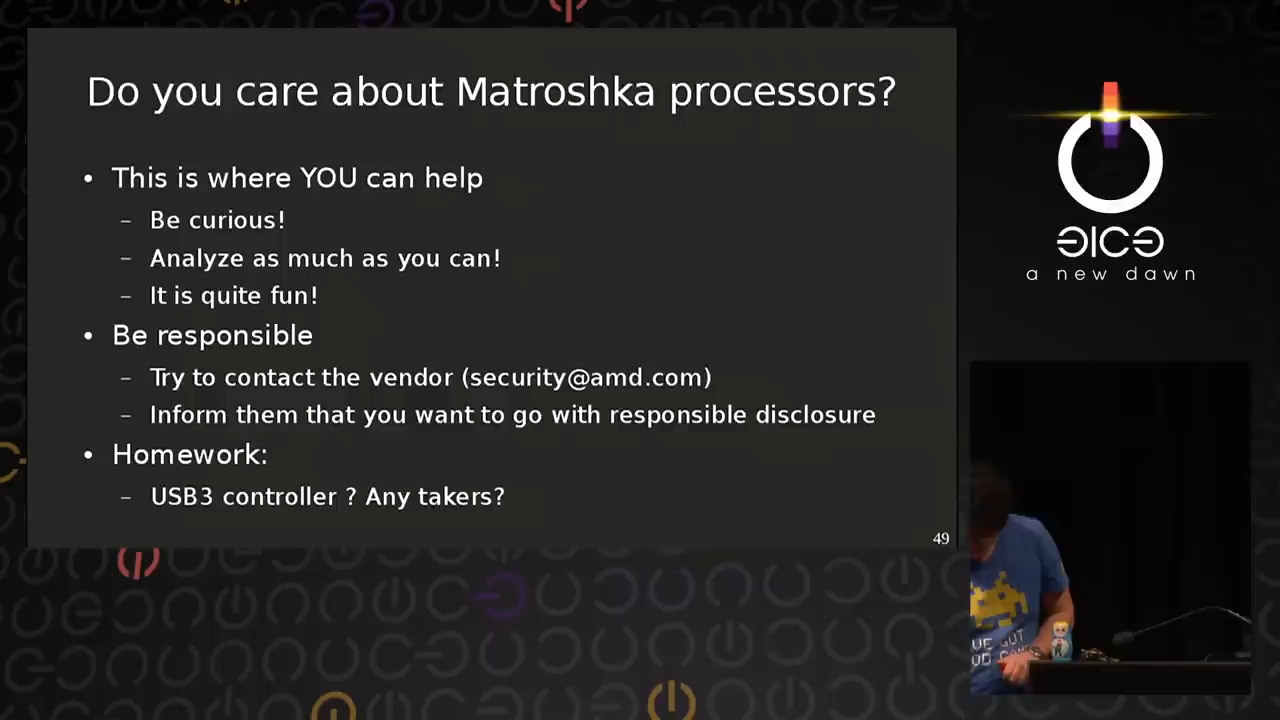 Do you care about Matroshka processors?
• This is where YOU can help
– Be curious!
– Analyze as much as you can!
– It is quite fun!
• Be responsible
– Try to contact the vendor (security@amd.com)
– Inform them that you want to go with responsible disclosure
• Homework:
– USB3 controller ? Any takers?
49
a new dawn